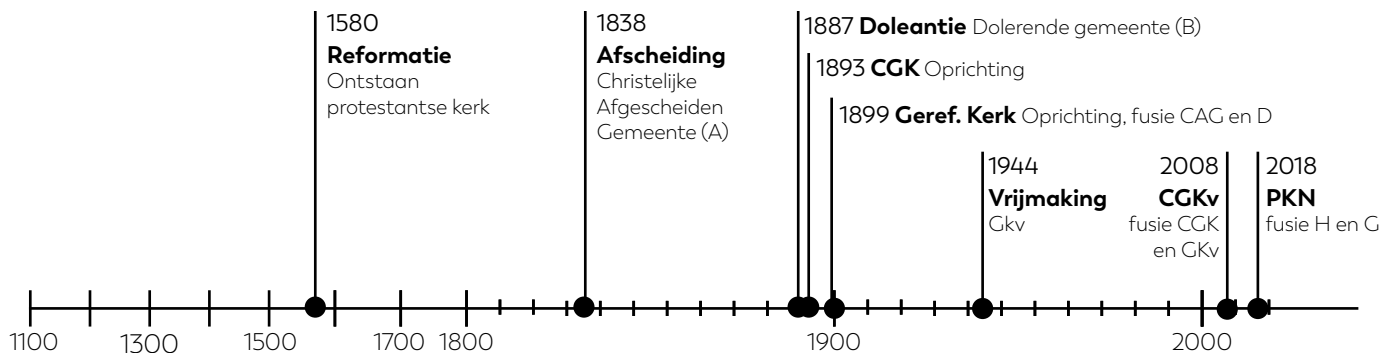 1580
Reformatie
Ontstaan
protestantse kerk
1838
Afscheiding
Christelijke
Afgescheiden
Gemeente (A)
1887 Doleantie Dolerende gemeente (B)
1893 CGK Oprichting
1899 Geref. Kerk Oprichting, fusie CAG en D
1944
Vrijmaking
Gkv
2008
CGKv
fusie CGK
en GKv
2018
PKN
fusie H en G
1100 1300 1500 1700 1800 1900 2000